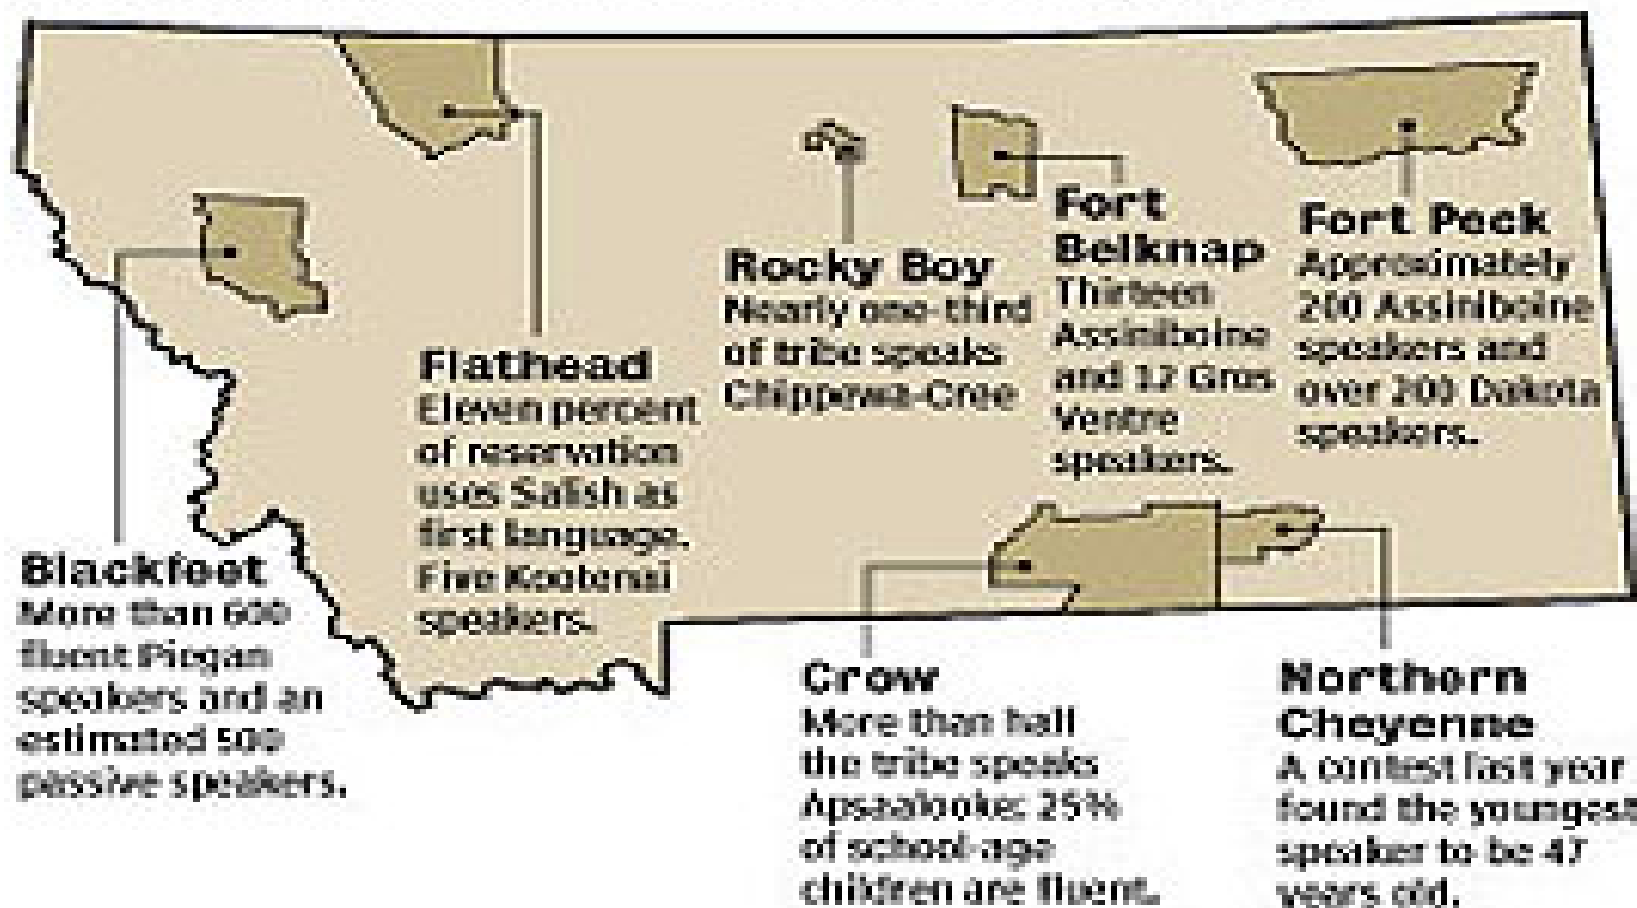 Flathead
Eleven percent
of reservation
uses Salish as
first language.
Five Kootenai
speakers.
Rocky Boy
Nearly one-third
of tribe speaks
Chippewa-Cree
Fort
Belknap
Thirteen
Assiniboine
and 12 Gros
Ventre
speakers.
Fort Peck
Approximately
200 Assiniboine
speakers and
over 200 Dakota
speakers.
Blackfeet
More than 600
fluent Piegan
speakers and an
estimated 500
passive speakers.
Crow
More than half
the tribe speaks
Apsaalooke; 25%
of school-age
children are fluent.
Northern
Cheyenne
A contest last year
found the youngest
speaker to be 47
years old.